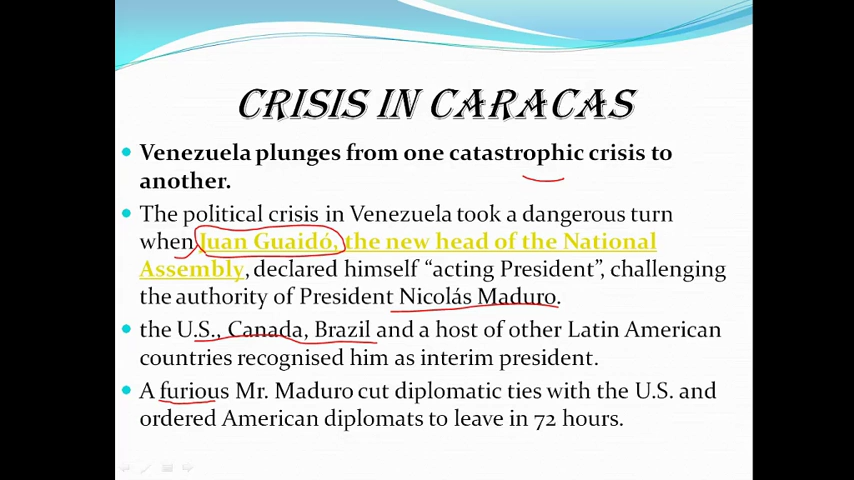 CRISIS IN CARACAS
Venezuela plunges from one catastrophic crisis to
another.
The political crisis in Venezuela took a dangerous turn
when Juan Guaidó, the new head of the National
Assembly, declared himself “acting President”, challenging
the authority of President Nicolás Maduro.
the U.S., Canada, Brazil and a host of other Latin American
countries recognised him as interim president.
A furious Mr. Maduro cut diplomatic ties with the U.S. and
ordered American diplomats to leave in 72 hours.